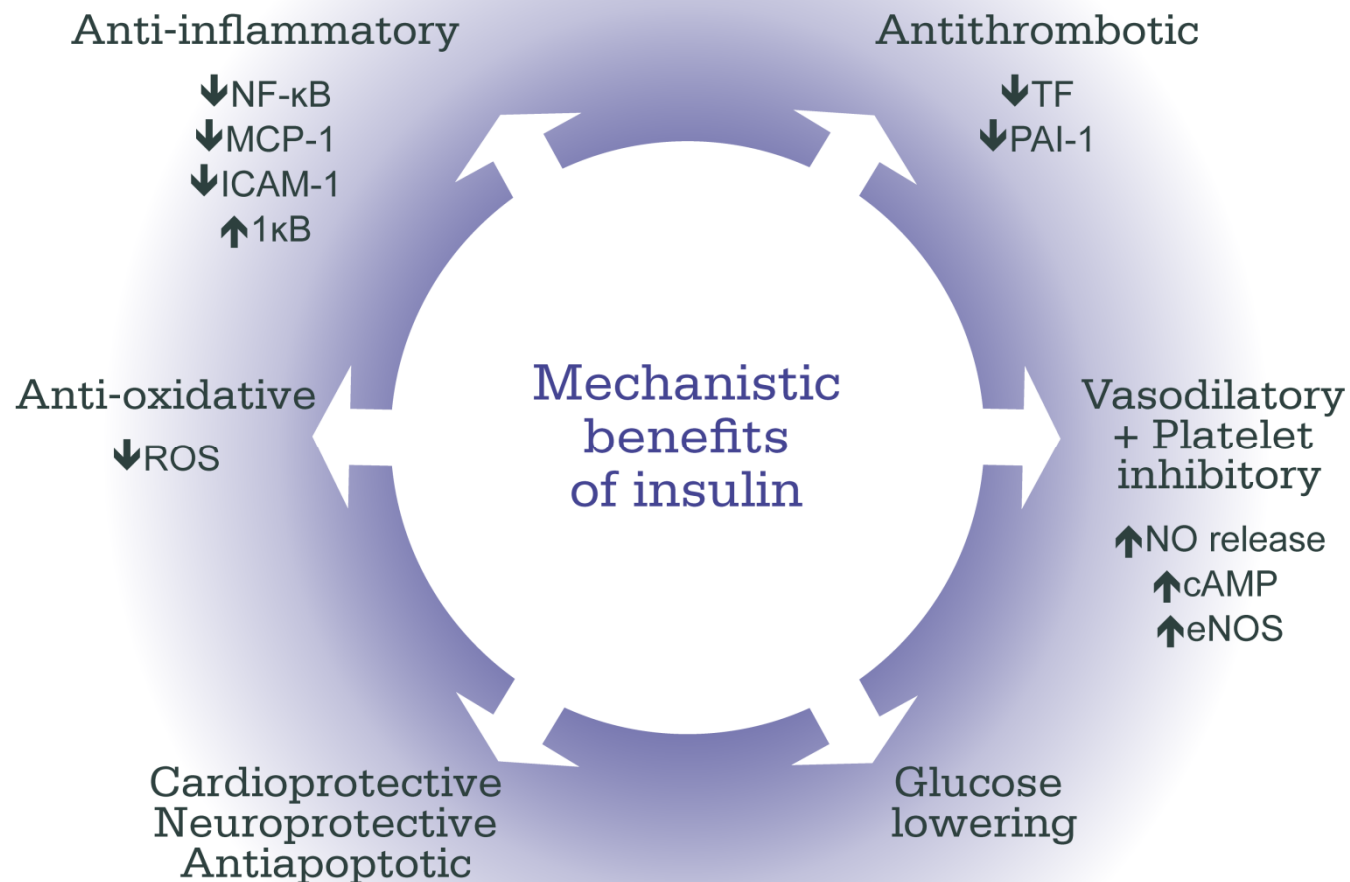 Anti-inflammatory
↓NF-κB
↓MCP-1
↓ICAM-1
↑1κB
Antithrombotic
↓TF
↓PAI-1
Anti-oxidative
↓ROS
Mechanistic
benefits
of insulin
Vasodilatory
+ Platelet
inhibitory
↑NO release
↑cAMP
↑eNOS
Cardioprotective
Neuroprotective
Antiapoptotic
Glucose
lowering